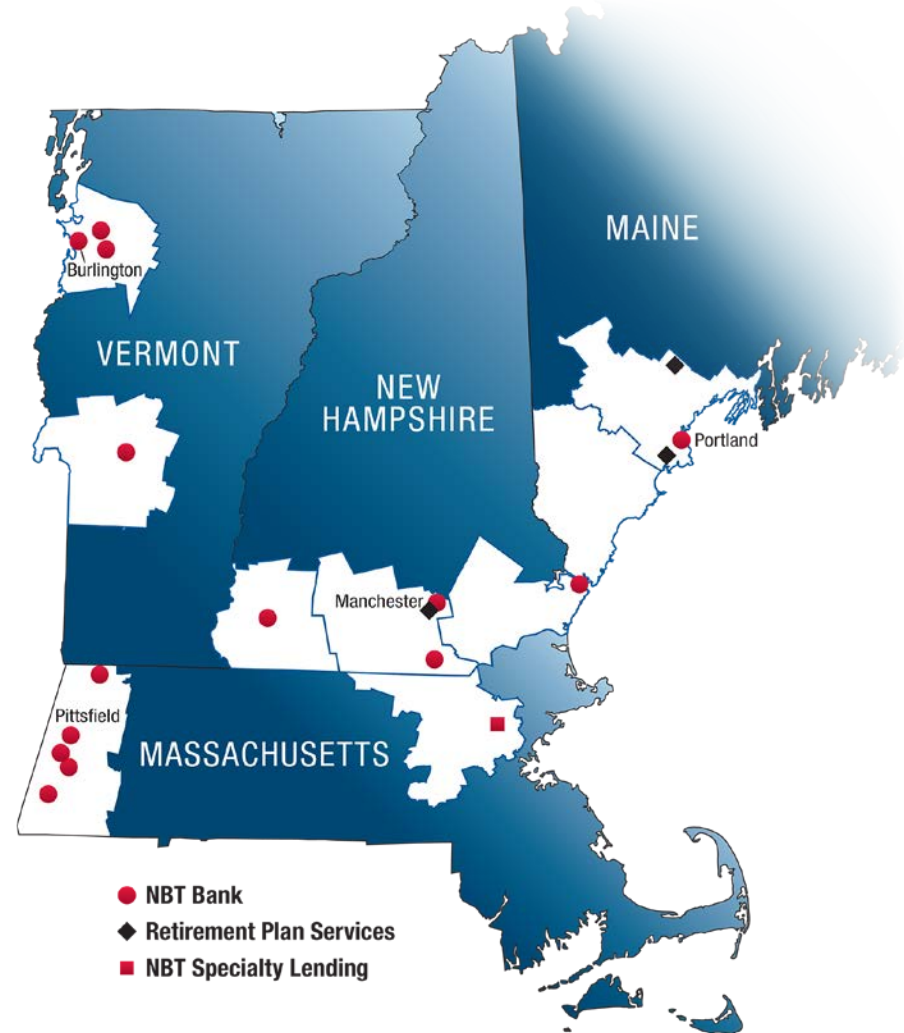 MAINE
Burlington
VERMONT
NEW
HAMPSHIRE
Portland
Manchester
Pittsfield
MASSACHUSETTS
NBT Bank
Retirement Plan Services
NBT Specialty Lending